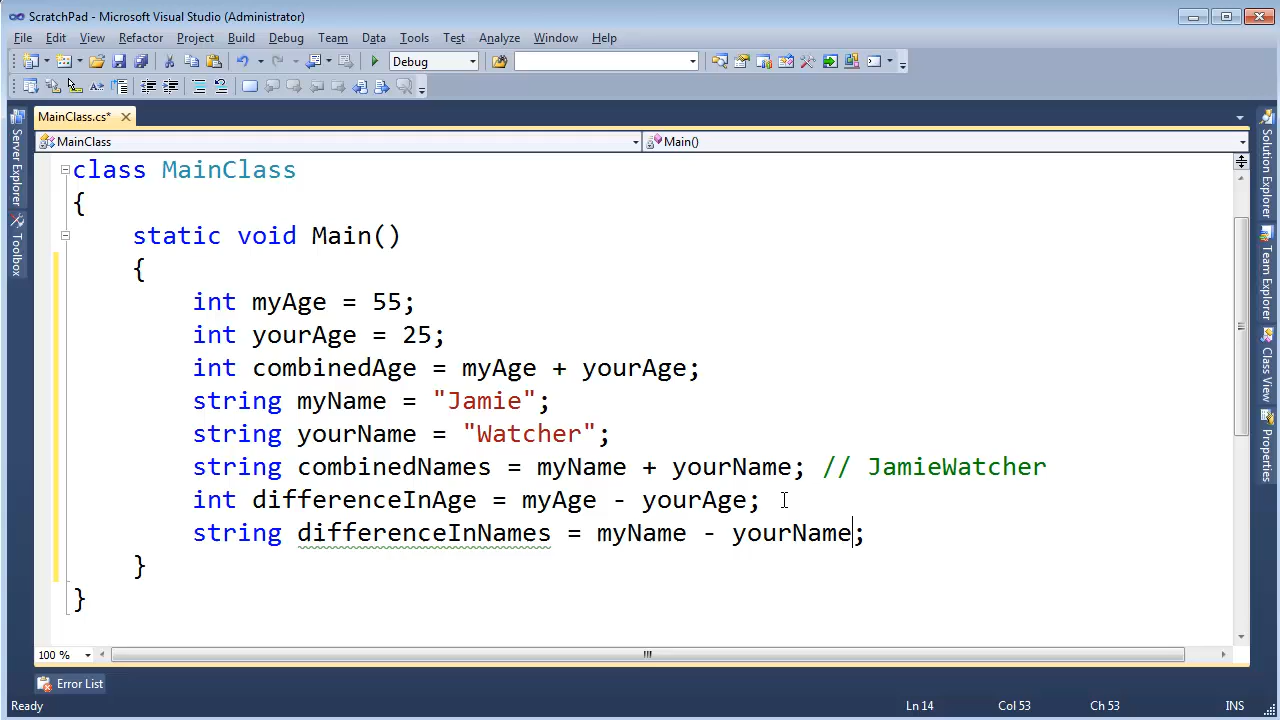 ScratchPad - Microsoft Visual Studio (Administrator)
File Edit View Refactor Project Build Debug Team Data Tools Test Analyze Window Help
Debug
MainClass.cs*
MainClass Main()
class MainClass
{
static void Main()
{
int myAge = 55;
int yourAge = 25;
int combinedAge = myAge + yourAge;
string myName = "Jamie";
string yourName = "Watcher";
string combinedNames = myName + yourName; // JamieWatcher
int differenceInAge = myAge - yourAge;
string differenceInNames = myName - yourName;
}
}
100 %
Error List
Ready Ln 14 Col 53 Ch 53 INS
Server Explorer
Toolbox
Solution Explorer
Team Explorer
Class View
Properties